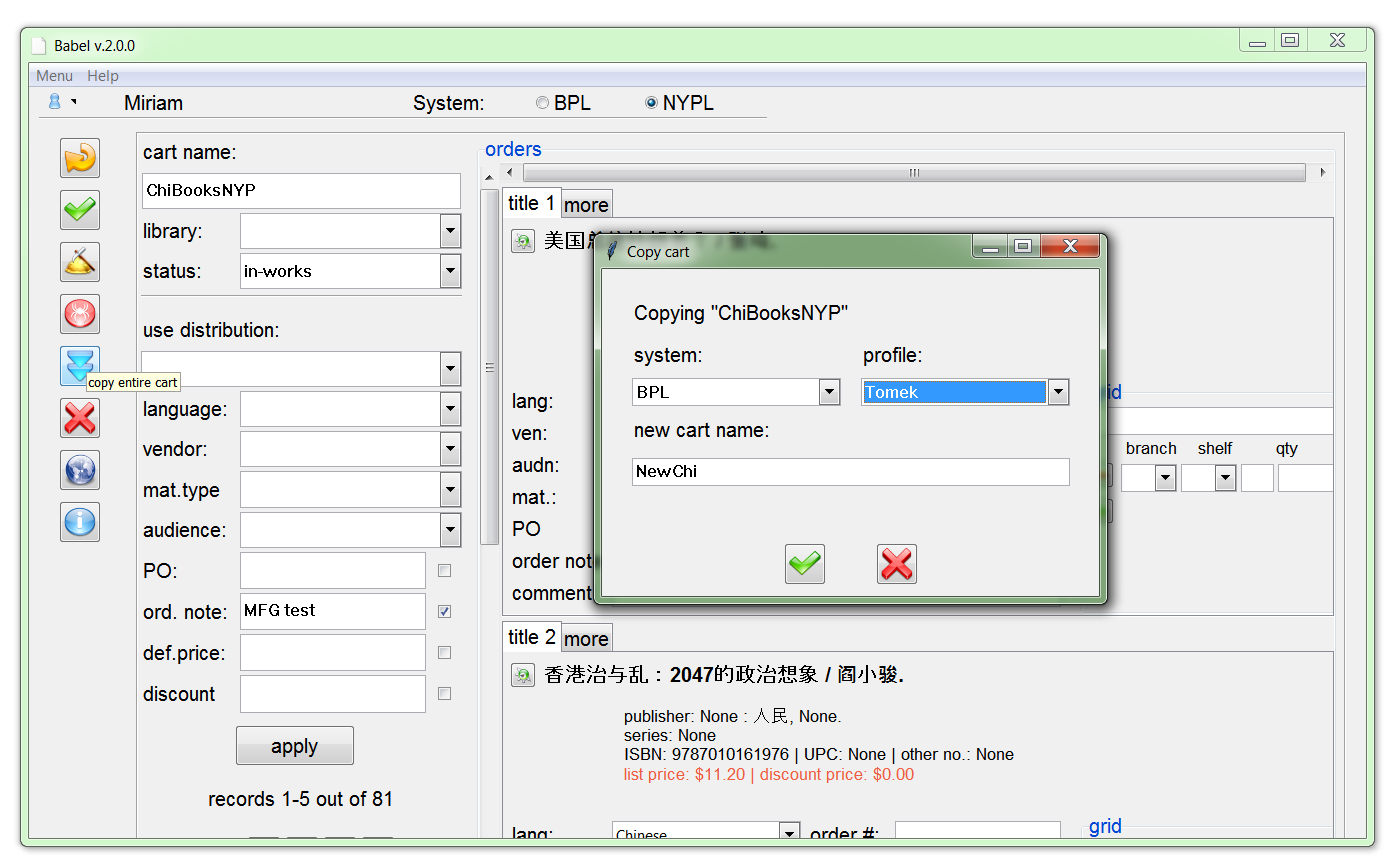 Babel v.2.0.0
Menu Help
Miriam System: BPL NYPL
cart name:
ChiBooksNYP
library:
status: in-works
use distribution:
copy entire cart
language:
vendor:
mat.type
audience:
PO:
ord. note: MFG test
def.price:
discount
apply
records 1-5 out of 81
orders
title 1 more
美国
lang:
ven:
audn:
mat.:
PO
order not
comment
branch shelf qty
Copy cart
Copying "ChiBooksNYP"
system: profile:
BPL Tomek
new cart name:
NewChi
title 2 more
香港治与乱：2047的政治想象 / 阎小骏.
publisher: None : 人民, None.
series: None
ISBN: 9787010161976 | UPC: None | other no.: None
list price: $11.20 | discount price: $0.00
lang: Chinese order #: grid